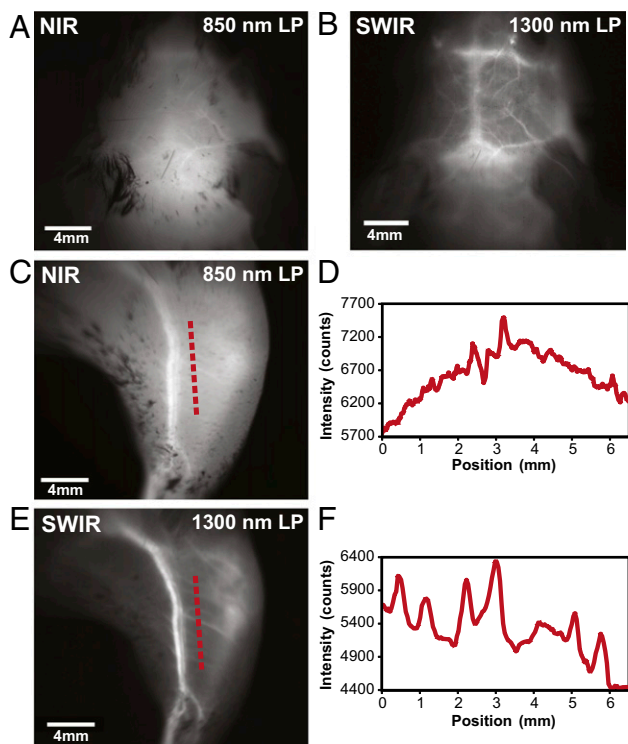 A
NIR 850 nm LP
4mm
B
SWIR 1300 nm LP
4mm
C
NIR 850 nm LP
4mm
D
7700
7200
6700
6200
5700
Intensity (counts)
0 1 2 3 4 5 6
Position (mm)
E
SWIR 1300 nm LP
4mm
F
6400
5900
5400
4900
4400
Intensity (counts)
0 1 2 3 4 5 6
Position (mm)